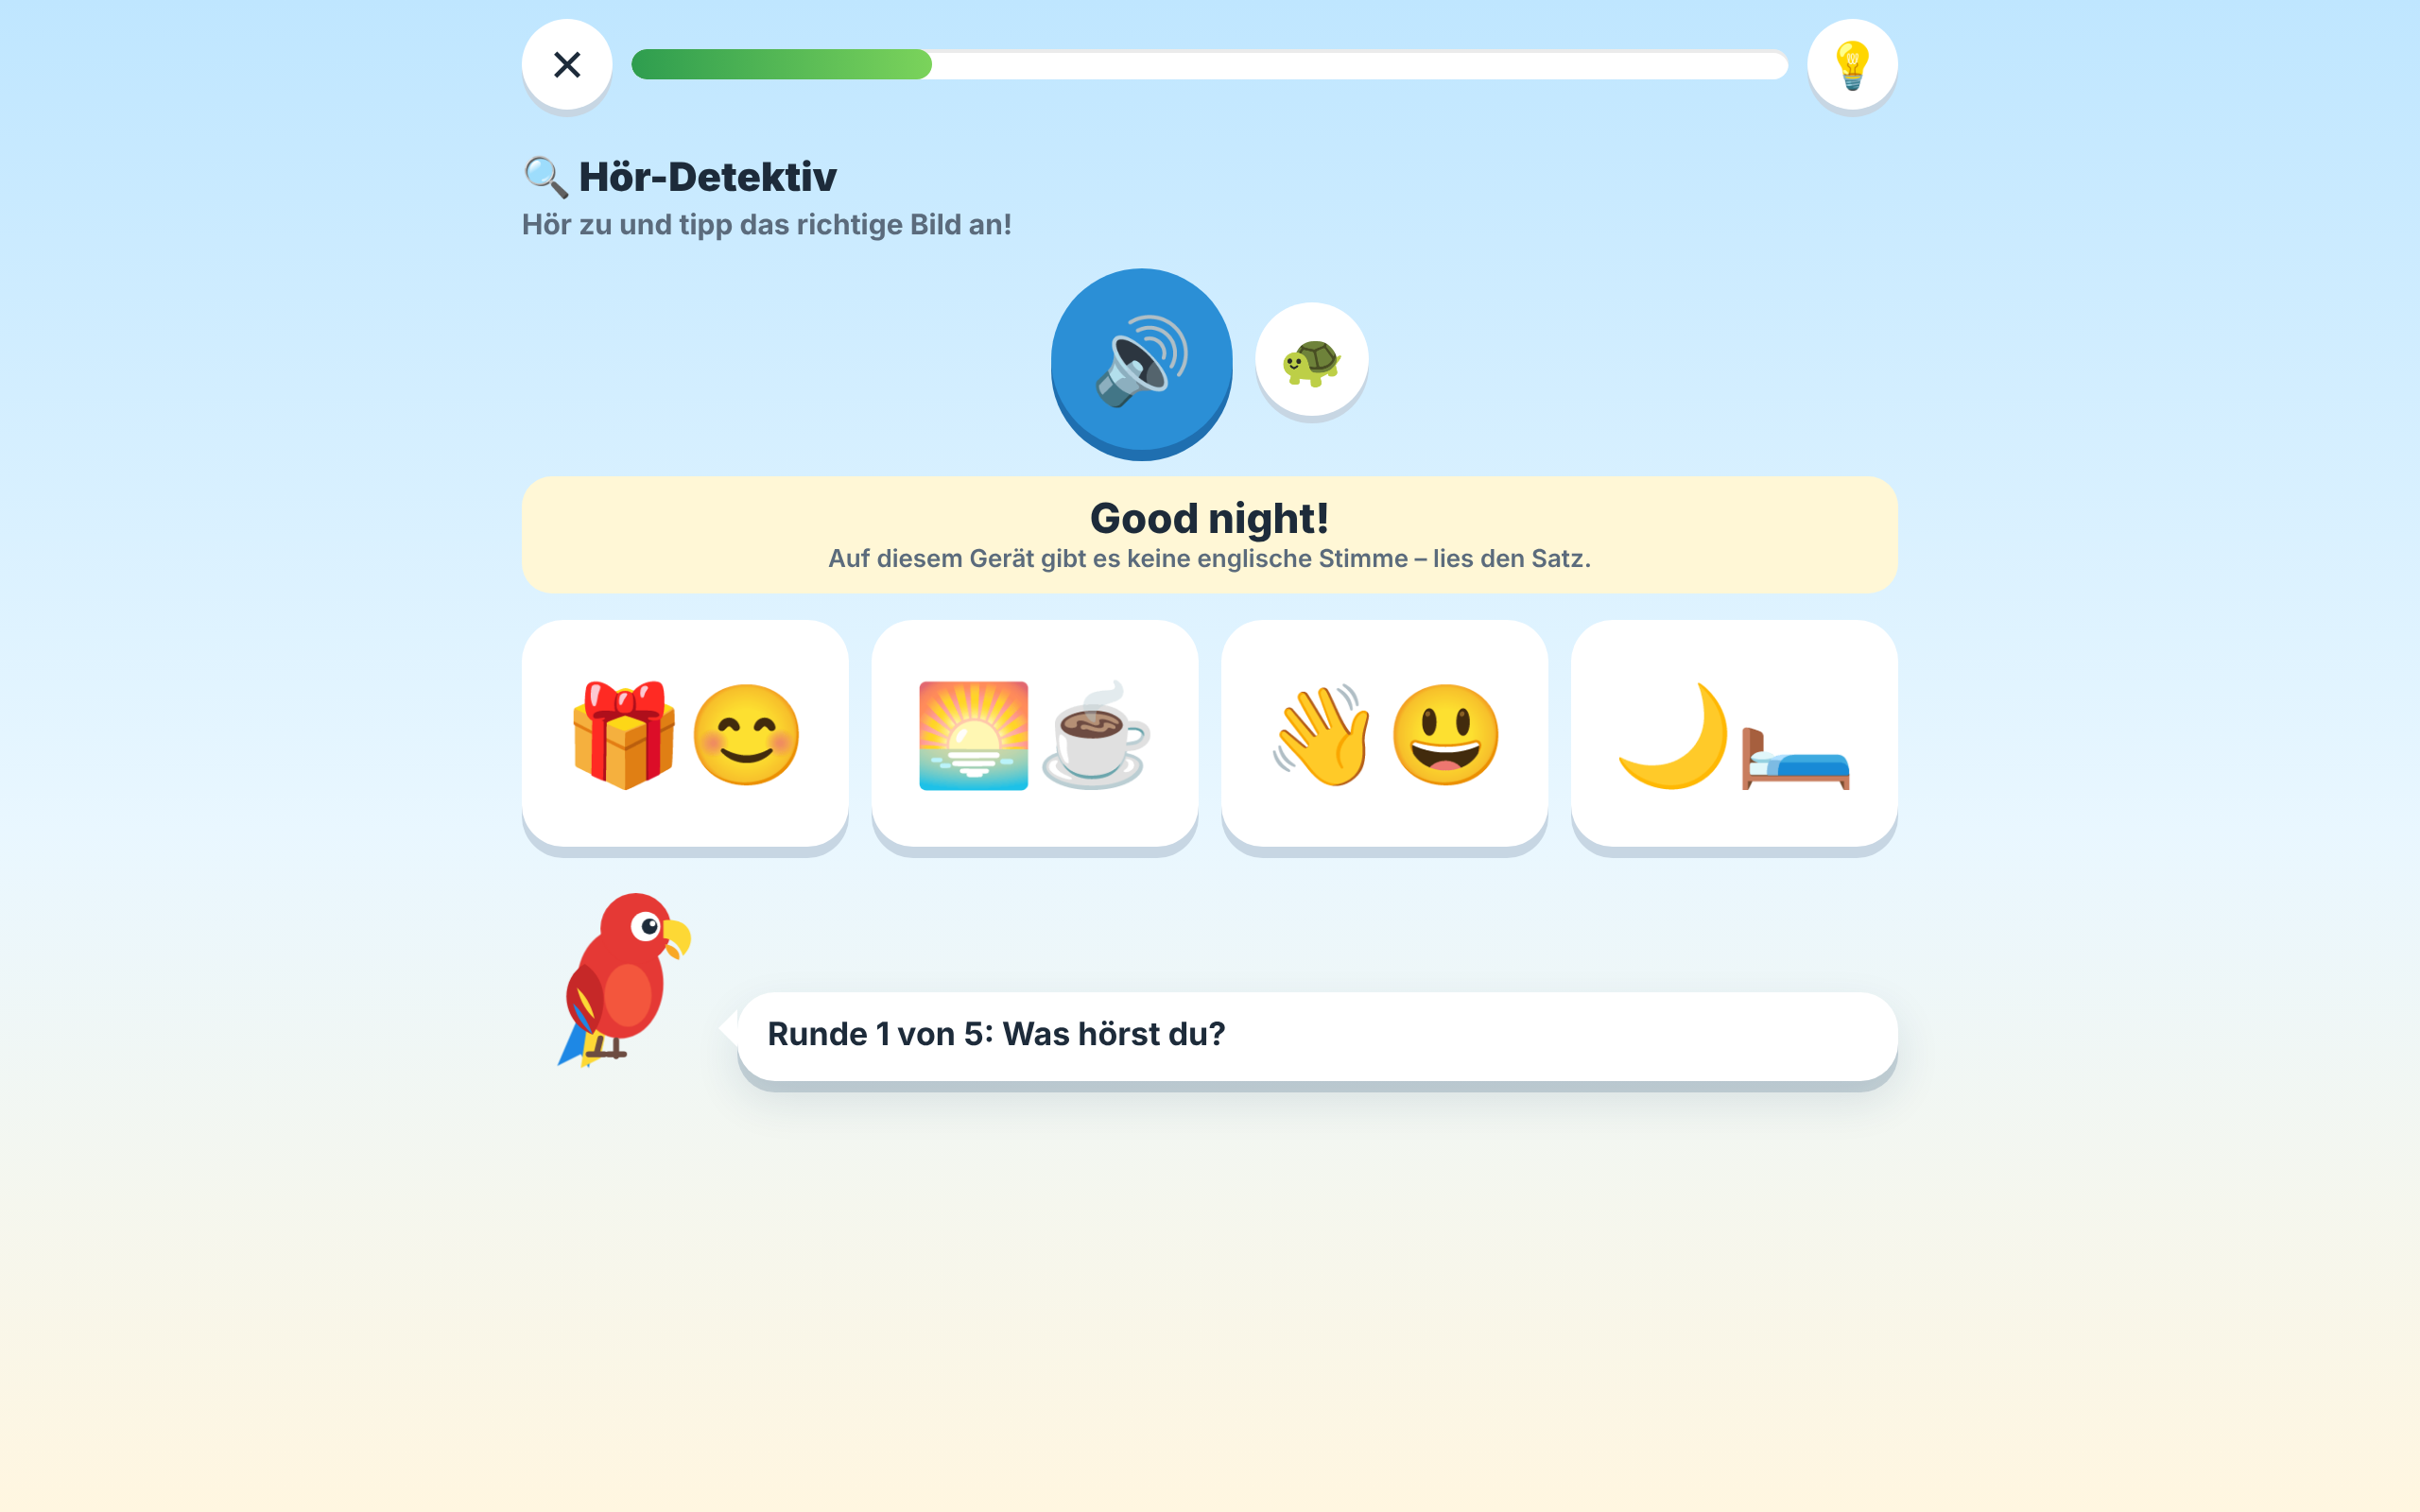 Hör-Detektiv
Hör zu und tipp das richtige Bild an!
Good night!
Auf diesem Gerät gibt es keine englische Stimme – lies den Satz.
Runde 1 von 5: Was hörst du?